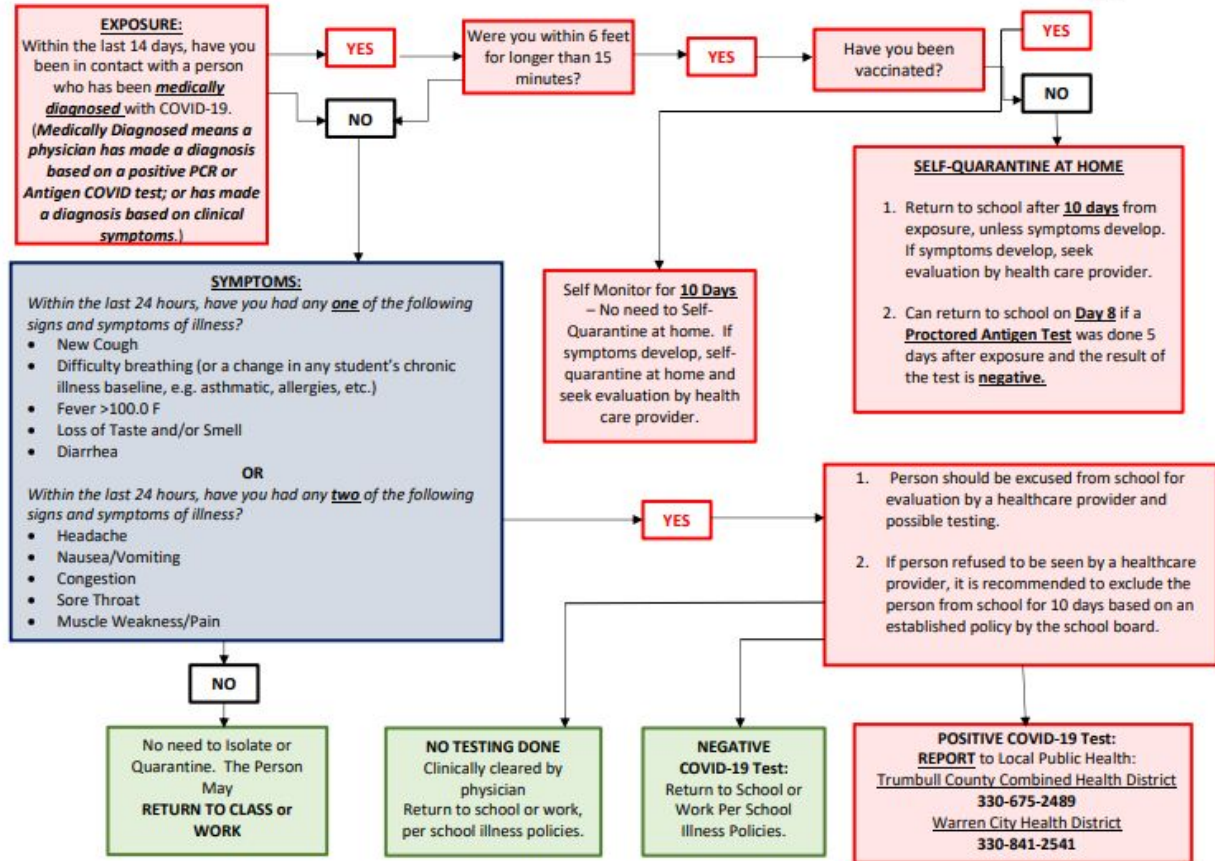 EXPOSURE:
Within the last 14 days, have you
been in contact with a person
who has been medically
diagnosed with COVID-19.
(Medically Diagnosed means a
physician has made a diagnosis
based on a positive PCR or
Antigen COVID test; or has made
a diagnosis based on clinical
symptoms.)
YES
NO
Were you within 6 feet
for longer than 15
minutes?
YES
Have you been
vaccinated?
YES
NO
SELF-QUARANTINE AT HOME
1. Return to school after 10 days from
exposure, unless symptoms develop.
If symptoms develop, seek
evaluation by health care provider.
2. Can return to school on Day 8 if a
Proctored Antigen Test was done 5
days after exposure and the result of
the test is negative.
Self Monitor for 10 Days
– No need to Self-
Quarantine at home. If
symptoms develop, self-
quarantine at home and
seek evaluation by health
care provider.
SYMPTOMS:
Within the last 24 hours, have you had any one of the following
signs and symptoms of illness?
• New Cough
• Difficulty breathing (or a change in any student's chronic
illness baseline, e.g. asthmatic, allergies, etc.)
• Fever >100.0 F
• Loss of Taste and/or Smell
• Diarrhea
OR
Within the last 24 hours, have you had any two of the following
signs and symptoms of illness?
• Headache
• Nausea/Vomiting
• Congestion
• Sore Throat
• Muscle Weakness/Pain
YES
1. Person should be excused from school for
evaluation by a healthcare provider and
possible testing.
2. If person refused to be seen by a healthcare
provider, it is recommended to exclude the
person from school for 10 days based on an
established policy by the school board.
NO
No need to Isolate or
Quarantine. The Person
May
RETURN TO CLASS or
WORK
NO TESTING DONE
Clinically cleared by
physician
Return to school or work,
per school illness policies.
NEGATIVE
COVID-19 Test:
Return to School or
Work Per School
Illness Policies.
POSITIVE COVID-19 Test:
REPORT to Local Public Health:
Trumbull County Combined Health District
330-675-2489
Warren City Health District
330-841-2541